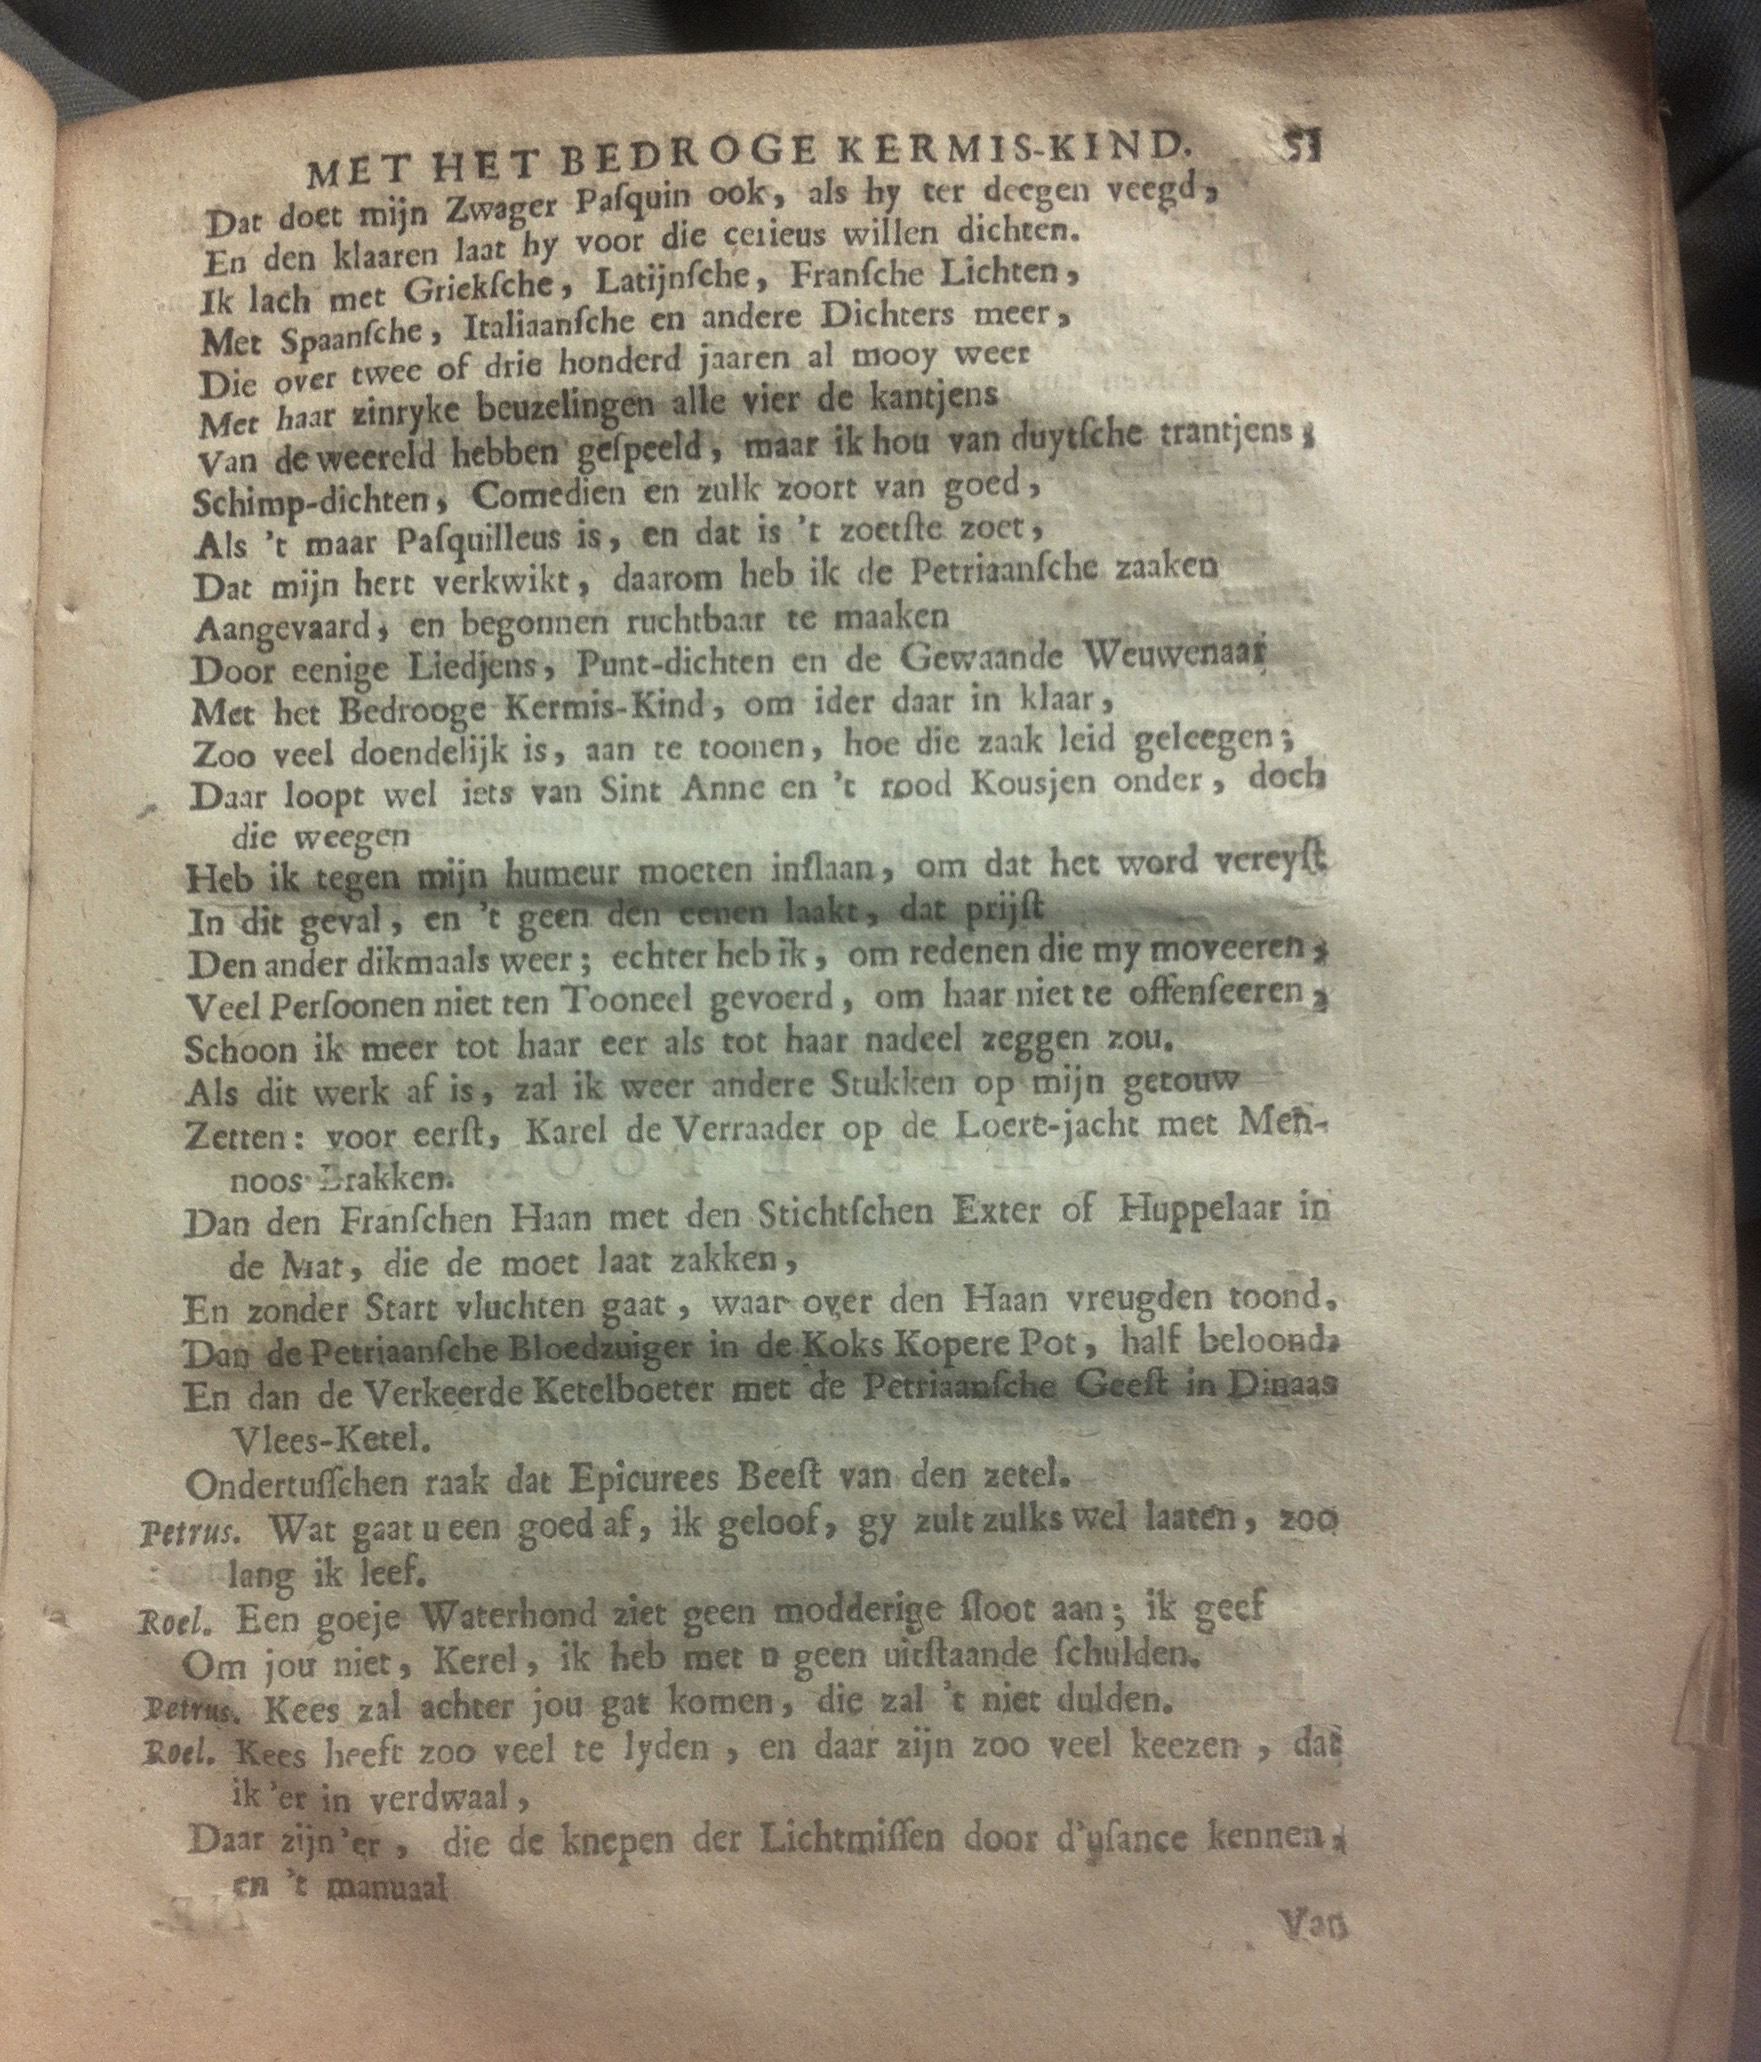 MET HET BEDROGE KERMIS-KIND. 51
Dat doet mijn Zwager Paſquin ook, als hy ter deegen veegd,
En den klaaren laat hy voor die cerieus willen dichten.
Ik lach met Griekſche, Latijnſche, Franſche Lichten,
Met Spaanſche, Italiaanſche en andere Dichters meer,
Die over twee of drie honderd jaaren al mooy weer
Met haar zinryke beuzelingen alle vier de kantjens
Van de weereld hebben geſpeeld, maar ik hou van duytſche trantjens;
Schimp-dichten, Comedien en zulk zoort van goed,
Als 't maar Paſquilleus is, en dat is 't zoetſte zoet,
Dat mijn hert verkwikt, daarom heb ik de Petriaanſche zaaken
Aangevaard, en begonnen ruchtbaar te maaken
Door eenige Liedjens, Punt-dichten en de Gewaande Weuwenaar
Met het Bedrooge Kermis-Kind, om ider daar in klaar,
Zoo veel doendelijk is, aan te toonen, hoe die zaak leid geleegen;
Daar loopt wel iets van Sint Anne en 't rood Kousjen onder, doch
die weegen
Heb ik tegen mijn humeur moeten inſlaan, om dat het word vereyſt
In dit geval, en 't geen den eenen laakt, dat prijſt
Den ander dikmaals weer; echter heb ik, om redenen die my moveeren,
Veel Perſoonen niet ten Tooneel gevoerd, om haar niet te offenſeeren,
Schoon ik meer tot haar eer als tot haar nadeel zeggen zou.
Als dit werk af is, zal ik weer andere Stukken op mijn getouw
Zetten: voor eerſt, Karel de Verraader op de Loere-jacht met Men-
noos Brakken.
Dan den Franſchen Haan met den Stichtſchen Exter of Huppelaar in
de Mat, die de moet laat zakken,
En zonder Start vluchten gaat, waar over den Haan vreugden toond.
Dan de Petriaanſche Bloedzuiger in de Koks Kopere Pot, half beloond.
En dan de Verkeerde Ketelboeter met de Petriaanſche Geeſt in Dinaas
Vlees-Ketel.
Ondertuſſchen raak dat Epicurees Beeſt van den zetel.
Petrus. Wat gaat u een goed af, ik geloof, gy zult zulks wel laaten, zoo
lang ik leef.
Roel. Een goeje Waterhond ziet geen modderige ſloot aan; ik geef
Om jou niet, Kerel, ik heb met u geen uitſtaande ſchulden.
Petrus. Kees zal achter jou gat komen, die zal 't niet dulden.
Roel. Kees heeft zoo veel te lyden, en daar zijn zoo veel keezen, dat
ik 'er in verdwaal,
Daar zijn 'er, die de knepen der Lichtmiſſen door d'uſance kennen,
en 't manuaal
Van